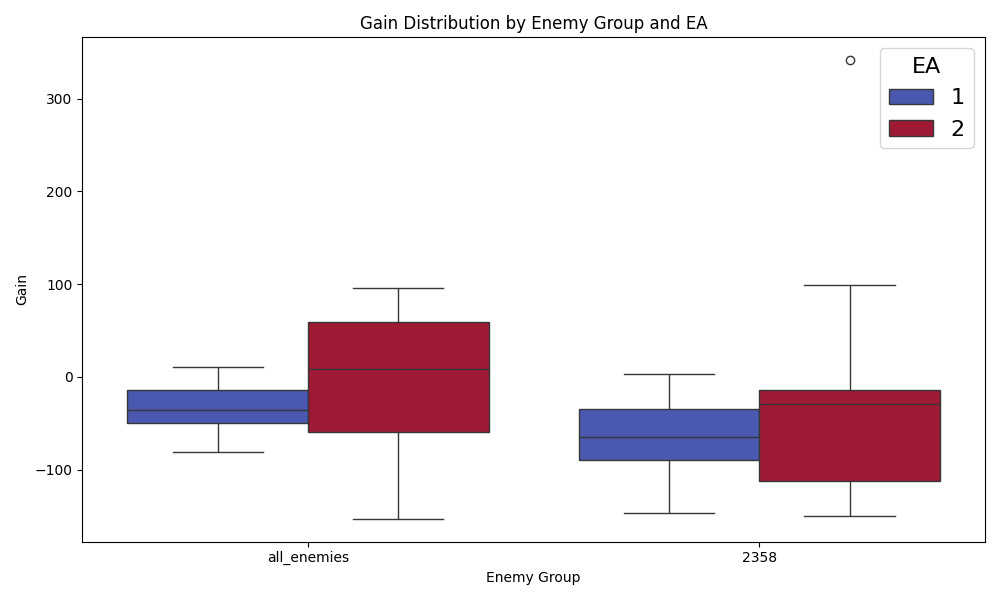 Gain Distribution by Enemy Group and EA
EA
1
2
300
200
100
0
−100
Gain
all_enemies
2358
Enemy Group